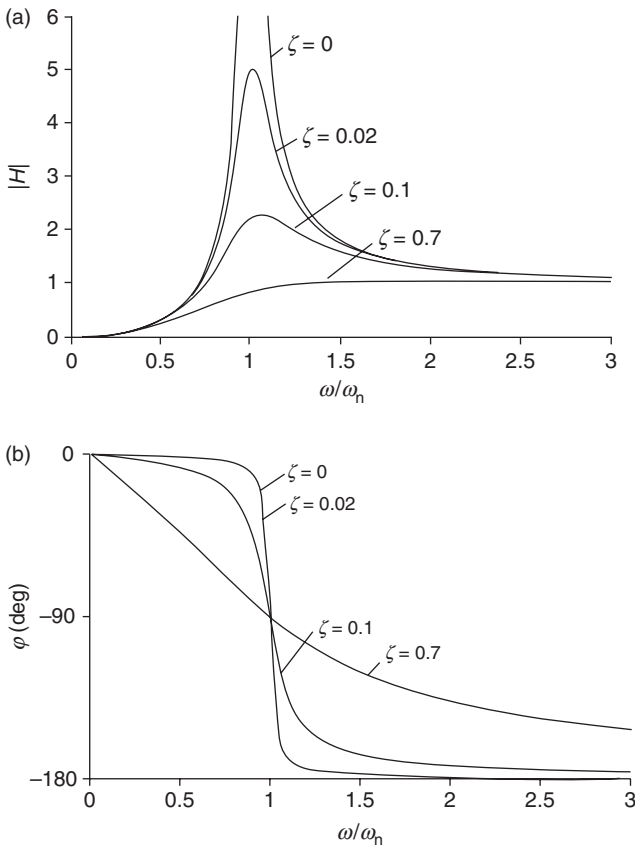 (a)
6
5
4
3
2
1
0
|H|
ζ = 0
ζ = 0.02
ζ = 0.1
ζ = 0.7
0 0.5 1 1.5 2 2.5 3
ω/ωn
(b)
0
−90
−180
φ (deg)
ζ = 0
ζ = 0.02
ζ = 0.1
ζ = 0.7
0 0.5 1 1.5 2 2.5 3
ω/ωn